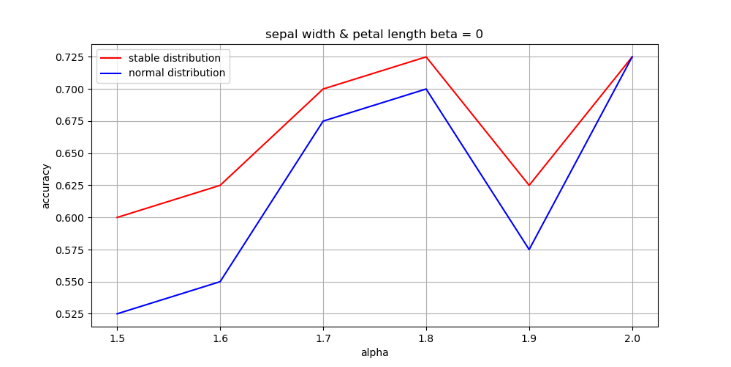 sepal width & petal length beta = 0
stable distribution
normal distribution
0.725
0.700
0.675
0.650
0.625
0.600
0.575
0.550
0.525
accuracy
1.5 1.6 1.7 1.8 1.9 2.0
alpha